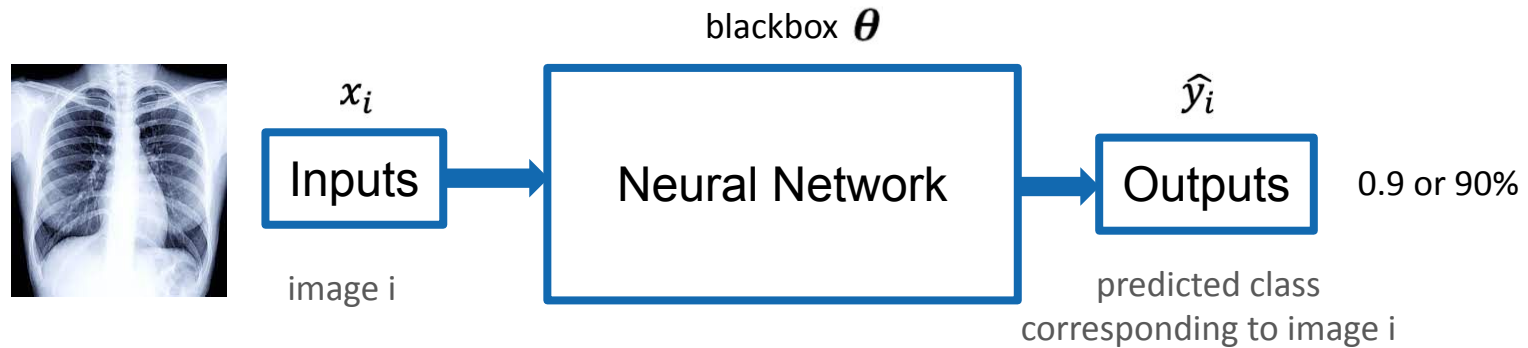 blackbox θ
x_i
ŷ_i
Inputs
Neural Network
Outputs
0.9 or 90%
image i
predicted class
corresponding to image i